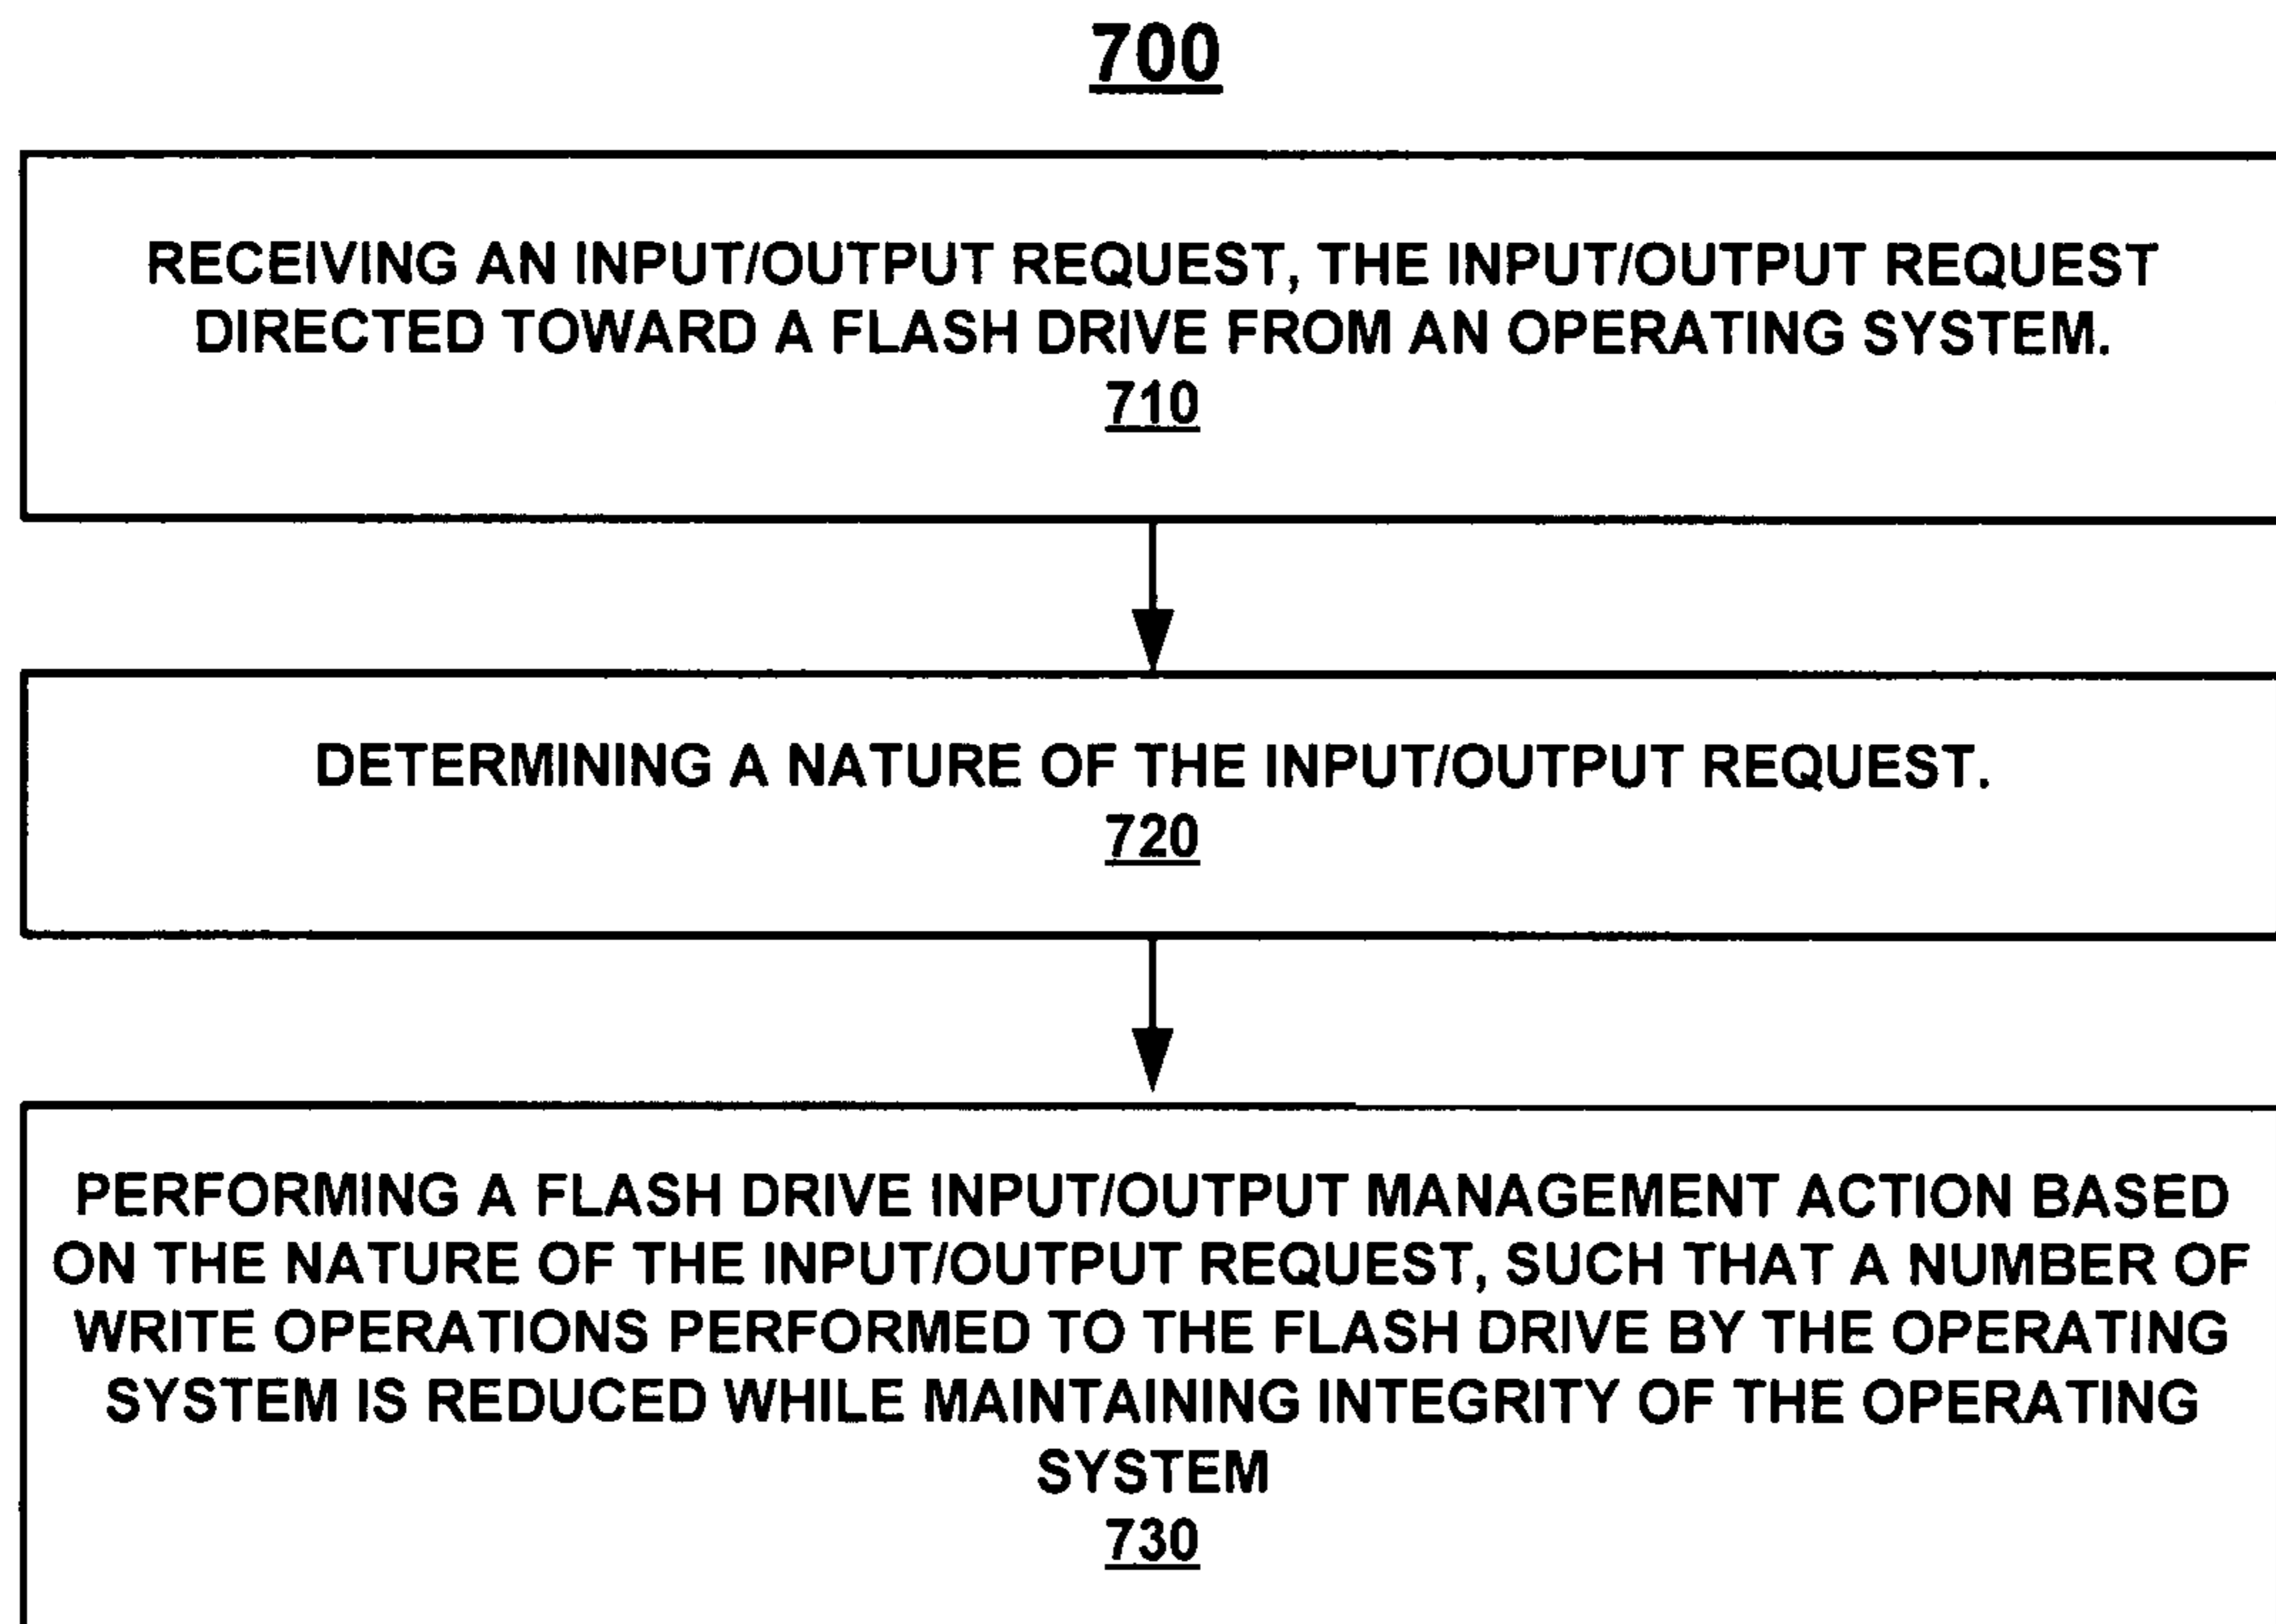 700
RECEIVING AN INPUT/OUTPUT REQUEST, THE INPUT/OUTPUT REQUEST
DIRECTED TOWARD A FLASH DRIVE FROM AN OPERATING SYSTEM.
710
DETERMINING A NATURE OF THE INPUT/OUTPUT REQUEST.
720
PERFORMING A FLASH DRIVE INPUT/OUTPUT MANAGEMENT ACTION BASED
ON THE NATURE OF THE INPUT/OUTPUT REQUEST, SUCH THAT A NUMBER OF
WRITE OPERATIONS PERFORMED TO THE FLASH DRIVE BY THE OPERATING
SYSTEM IS REDUCED WHILE MAINTAINING INTEGRITY OF THE OPERATING
SYSTEM
730